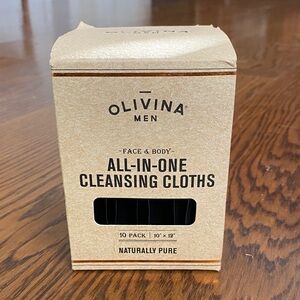 OLIVINA
MEN
-FACE & BODY-
ALL-IN-ONE
CLEANSING CLOTHS
10 PACK | 10" × 12"
NATURALLY PURE